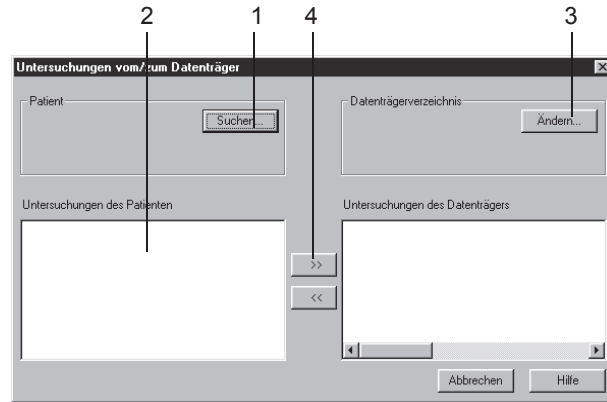 2 1 4 3
Untersuchungen vom/zum Datenträger
Patient
Suchen...
Datenträgerverzeichnis
Ändern...
Untersuchungen des Patienten
Untersuchungen des Datenträgers
>>
<<
Abbrechen
Hilfe